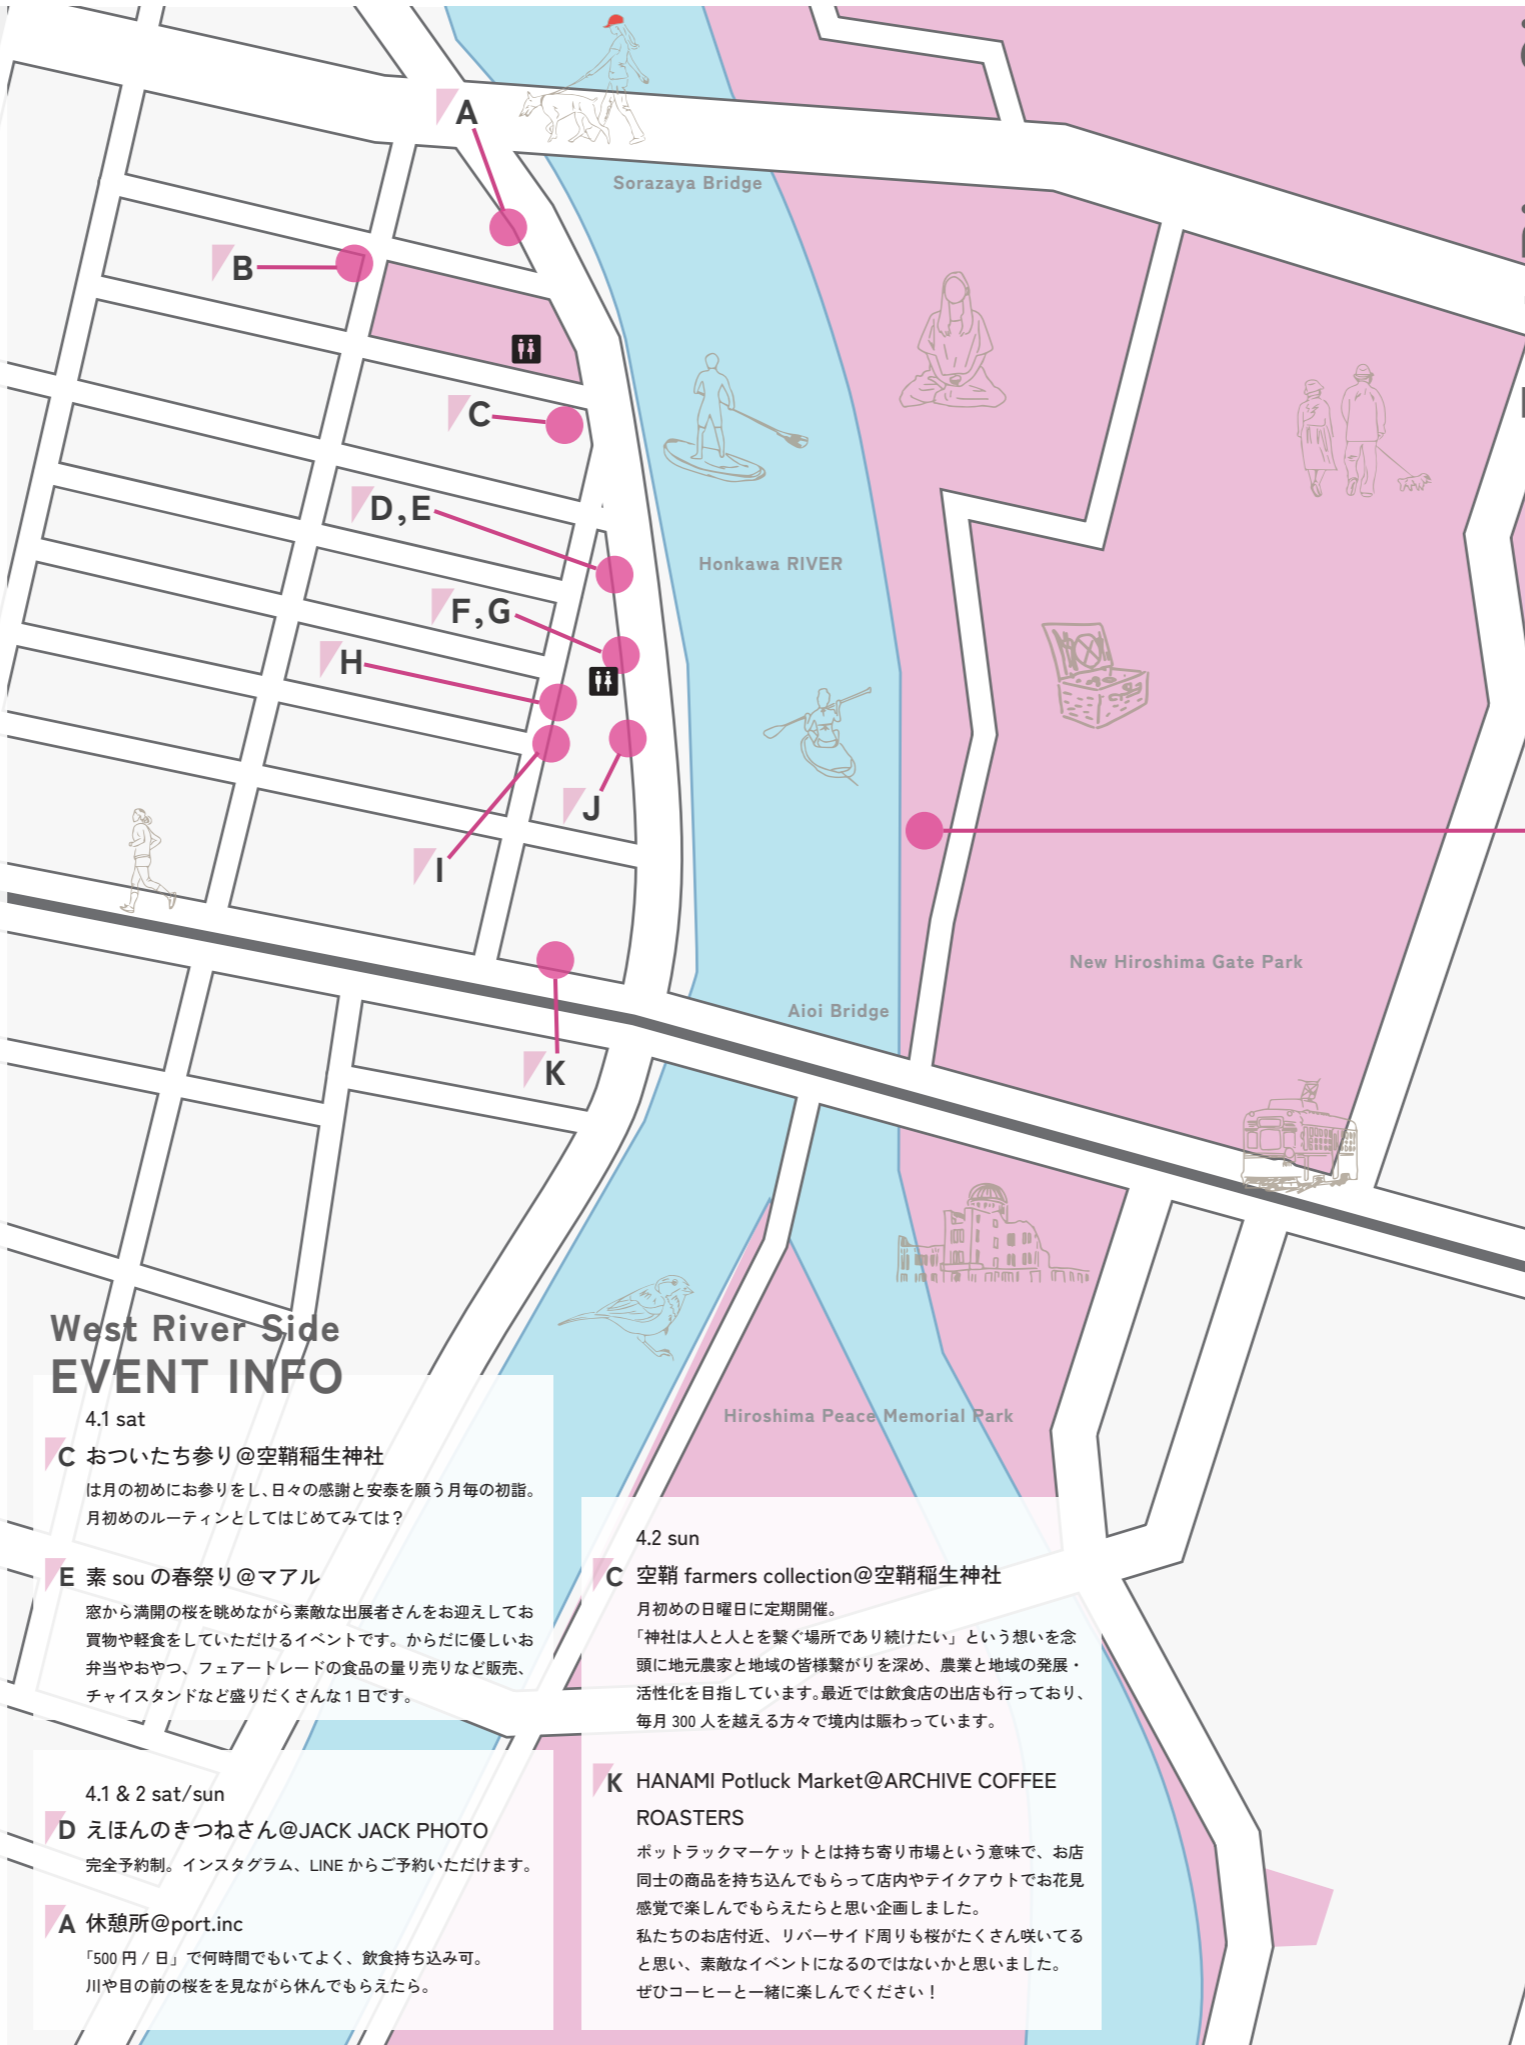 A
Sorazaya Bridge
B
C
D,E
Honkawa RIVER
F,G
H
J
I
New Hiroshima Gate Park
Aioi Bridge
K
Hiroshima Peace Memorial Park
West River Side
EVENT INFO
4.1 sat
C おついたち参り@空鞘稲生神社
は月の初めにお参りをし、日々の感謝と安泰を願う月毎の初詣。
月初めのルーティンとしてはじめてみては？
E 素 sou の春祭り@マアル
窓から満開の桜を眺めながら素敵な出展者さんをお迎えしてお
買物や軽食をしていただけるイベントです。からだに優しいお
弁当やおやつ、フェアートレードの食品の量り売りなど販売、
チャイスタンドなど盛りだくさんな1日です。
4.1 & 2 sat/sun
D えほんのきつねさん@JACK JACK PHOTO
完全予約制。インスタグラム、LINE からご予約いただけます。
A 休憩所@port.inc
「500 円 / 日」で何時間でもいてよく、飲食持ち込み可。
川や目の前の桜をを見ながら休んでもらえたら。
4.2 sun
C 空鞘 farmers collection@空鞘稲生神社
月初めの日曜日に定期開催。
「神社は人と人とを繋ぐ場所であり続けたい」という想いを念
頭に地元農家と地域の皆様繋がりを深め、農業と地域の発展・
活性化を目指しています。最近では飲食店の出店も行っており、
毎月 300 人を越える方々で境内は賑わっています。
K HANAMI Potluck Market@ARCHIVE COFFEE
ROASTERS
ポットラックマーケットとは持ち寄り市場という意味で、お店
同士の商品を持ち込んでもらって店内やテイクアウトでお花見
感覚で楽しんでもらえたらと思い企画しました。
私たちのお店付近、リバーサイド周りも桜がたくさん咲いてる
と思い、素敵なイベントになるのではないかと思いました。
ぜひコーヒーと一緒に楽しんでください！